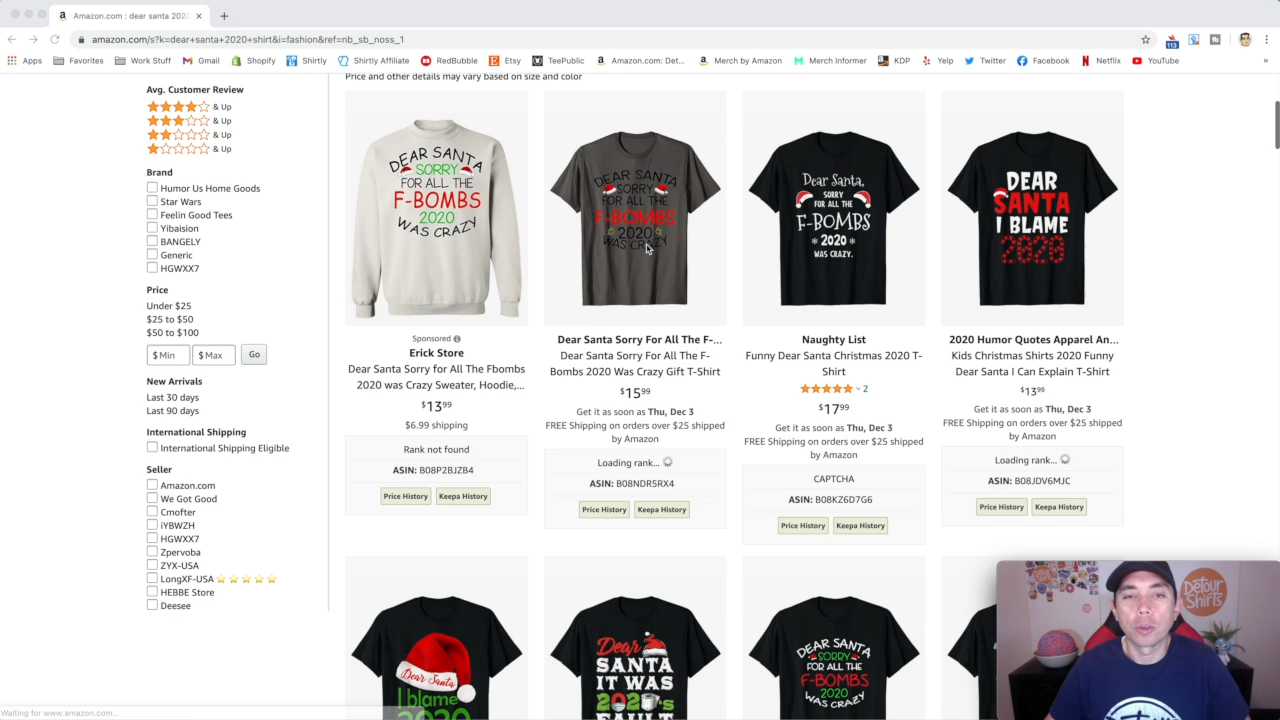 Amazon.com : dear santa 2020
amazon.com/s?k=dear+santa+2020+shirt&i=fashion&ref=nb_sb_noss_1
113
Apps Favorites Work Stuff Gmail Shopify Shirtly Shirtly Affiliate RedBubble Etsy TeePublic Amazon.com: Det... Merch by Amazon Merch Informer KDP Yelp Twitter Facebook Netflix YouTube »
Price and other details may vary based on size and color
Avg. Customer Review
& Up
& Up
& Up
& Up
Brand
Humor Us Home Goods
Star Wars
Feelin Good Tees
Yibaision
BANGELY
Generic
HGWXX7
Price
Under $25
$25 to $50
$50 to $100
$ Min $ Max Go
New Arrivals
Last 30 days
Last 90 days
International Shipping
International Shipping Eligible
Seller
Amazon.com
We Got Good
Cmofter
iYBWZH
HGWXX7
Zpervoba
ZYX-USA
LongXF-USA
HEBBE Store
Deesee
DEAR SANTA
SORRY
FOR ALL THE
F-BOMBS
2020
WAS CRAZY
Sponsored
Erick Store
Dear Santa Sorry for All The Fbombs
2020 was Crazy Sweater, Hoodie,...
$13.99
$6.99 shipping
Rank not found
ASIN: B08P2BJZB4
Price History Keepa History
DEAR SANTA
SORRY
FOR ALL THE
F-BOMBS
2020
WAS CRAZY
Dear Santa Sorry For All The F-...
Dear Santa Sorry For All The F-
Bombs 2020 Was Crazy Gift T-Shirt
$15.99
Get it as soon as Thu, Dec 3
FREE Shipping on orders over $25 shipped
by Amazon
Loading rank...
ASIN: B08NDR5RX4
Price History Keepa History
Dear Santa,
SORRY
FOR ALL THE
F-BOMBS
2020
WAS CRAZY.
Naughty List
Funny Dear Santa Christmas 2020 T-
Shirt
2
$17.99
Get it as soon as Thu, Dec 3
FREE Shipping on orders over $25 shipped
by Amazon
CAPTCHA
ASIN: B08KZ6D7G6
Price History Keepa History
DEAR
SANTA
I BLAME
2020
2020 Humor Quotes Apparel An...
Kids Christmas Shirts 2020 Funny
Dear Santa I Can Explain T-Shirt
$13.99
Get it as soon as Thu, Dec 3
FREE Shipping on orders over $25 shipped
by Amazon
Loading rank...
ASIN: B08JDV6MJC
Price History Keepa History
Dear Santa
I blame
2020
Dear
SANTA
IT WAS
2020's
FAULT
DEAR SANTA
SORRY
FOR ALL THE
F-BOMBS
2020
WAS CRAZY
Detour
Shirts
Waiting for www.amazon.com...